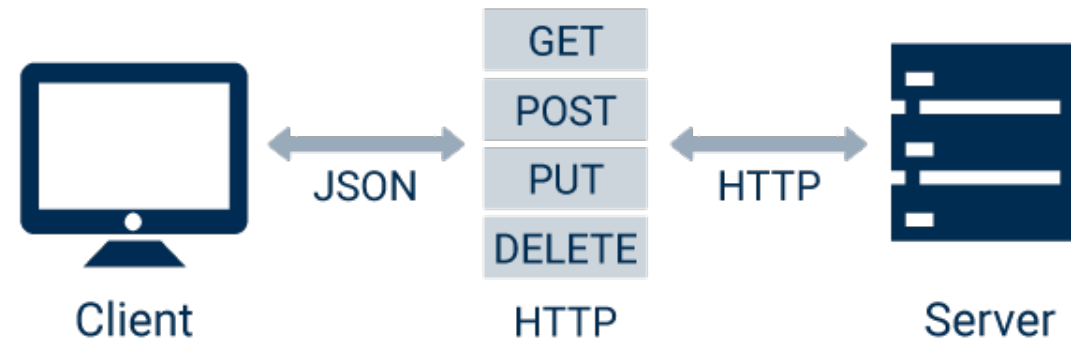 GET
POST
PUT
DELETE
JSON
HTTP
Client
HTTP
Server